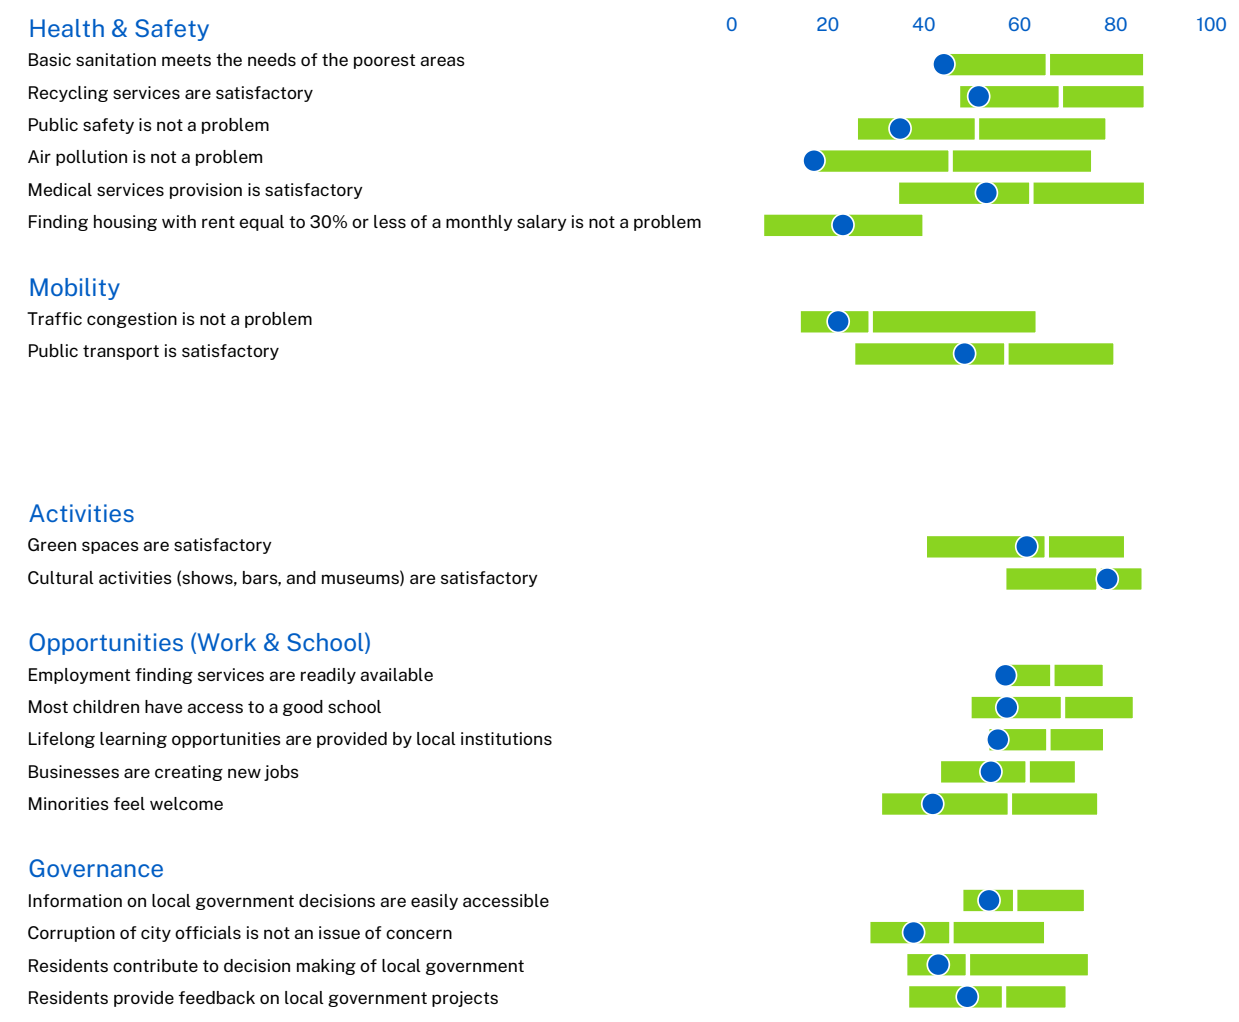 Health & Safety
0 20 40 60 80 100
Basic sanitation meets the needs of the poorest areas
Recycling services are satisfactory
Public safety is not a problem
Air pollution is not a problem
Medical services provision is satisfactory
Finding housing with rent equal to 30% or less of a monthly salary is not a problem
Mobility
Traffic congestion is not a problem
Public transport is satisfactory
Activities
Green spaces are satisfactory
Cultural activities (shows, bars, and museums) are satisfactory
Opportunities (Work & School)
Employment finding services are readily available
Most children have access to a good school
Lifelong learning opportunities are provided by local institutions
Businesses are creating new jobs
Minorities feel welcome
Governance
Information on local government decisions are easily accessible
Corruption of city officials is not an issue of concern
Residents contribute to decision making of local government
Residents provide feedback on local government projects